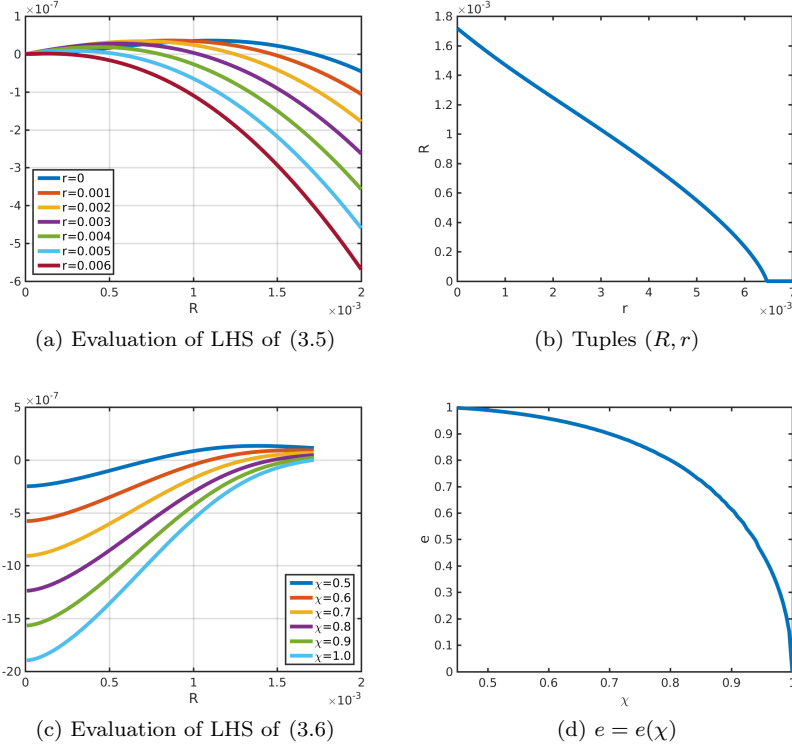 ×10⁻⁷
1
0
-1
-2
-3
-4
-5
-6
r=0
r=0.001
r=0.002
r=0.003
r=0.004
r=0.005
r=0.006
0 0.5 1 1.5 2
R
×10⁻³
(a) Evaluation of LHS of (3.5)
×10⁻³
1.8
1.6
1.4
1.2
1
0.8
0.6
0.4
0.2
0
R
0 1 2 3 4 5 6 7
r
×10⁻³
(b) Tuples (R, r)
×10⁻⁷
5
0
-5
-10
-15
-20
χ=0.5
χ=0.6
χ=0.7
χ=0.8
χ=0.9
χ=1.0
0 0.5 1 1.5 2
R
×10⁻³
(c) Evaluation of LHS of (3.6)
1
0.9
0.8
0.7
0.6
0.5
0.4
0.3
0.2
0.1
0
e
0.5 0.6 0.7 0.8 0.9 1
χ
(d) e = e(χ)